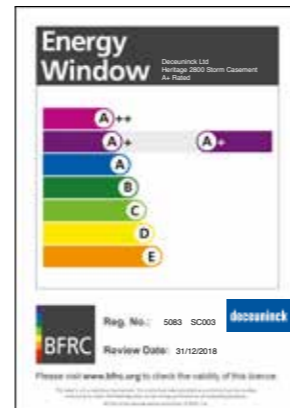 Energy
Window
Deceuninck Ltd
Heritage 2800 Storm Casement
A+ Rated
A++
A+ A+
A
B
C
D
E
BFRC
Reg. No.: 5083 SC003
deceuninck
Review Date: 31/12/2018
Please visit www.bfrc.org to check the validity of this licence.